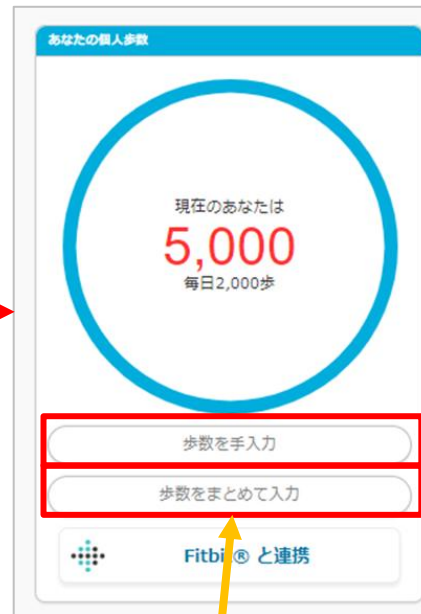 あなたの個人歩数
現在のあなたは
5,000
毎日2,000歩
歩数を手入力
歩数をまとめて入力
Fitbi ® と連携